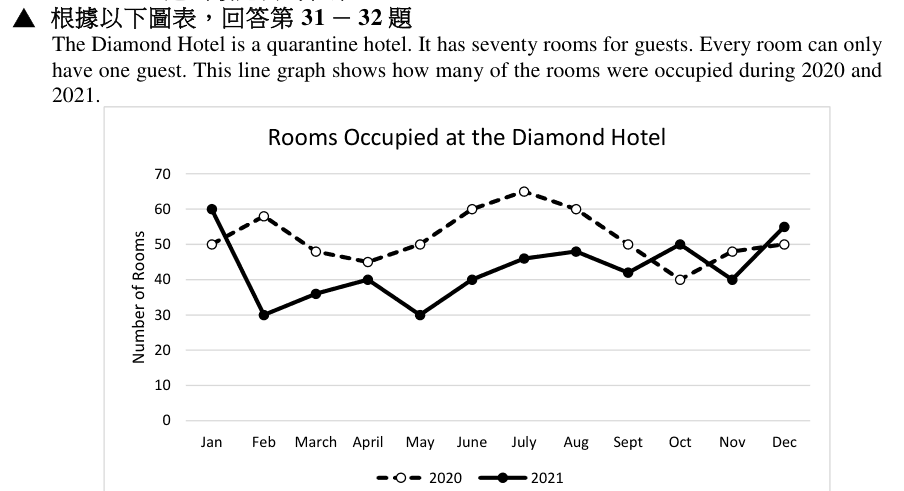 ▲ 根據以下圖表，回答第 31 － 32 題
The Diamond Hotel is a quarantine hotel. It has seventy rooms for guests. Every room can only
have one guest. This line graph shows how many of the rooms were occupied during 2020 and
2021.
Rooms Occupied at the Diamond Hotel
Number of Rooms
70
60
50
40
30
20
10
0
Jan Feb March April May June July Aug Sept Oct Nov Dec
2020 2021